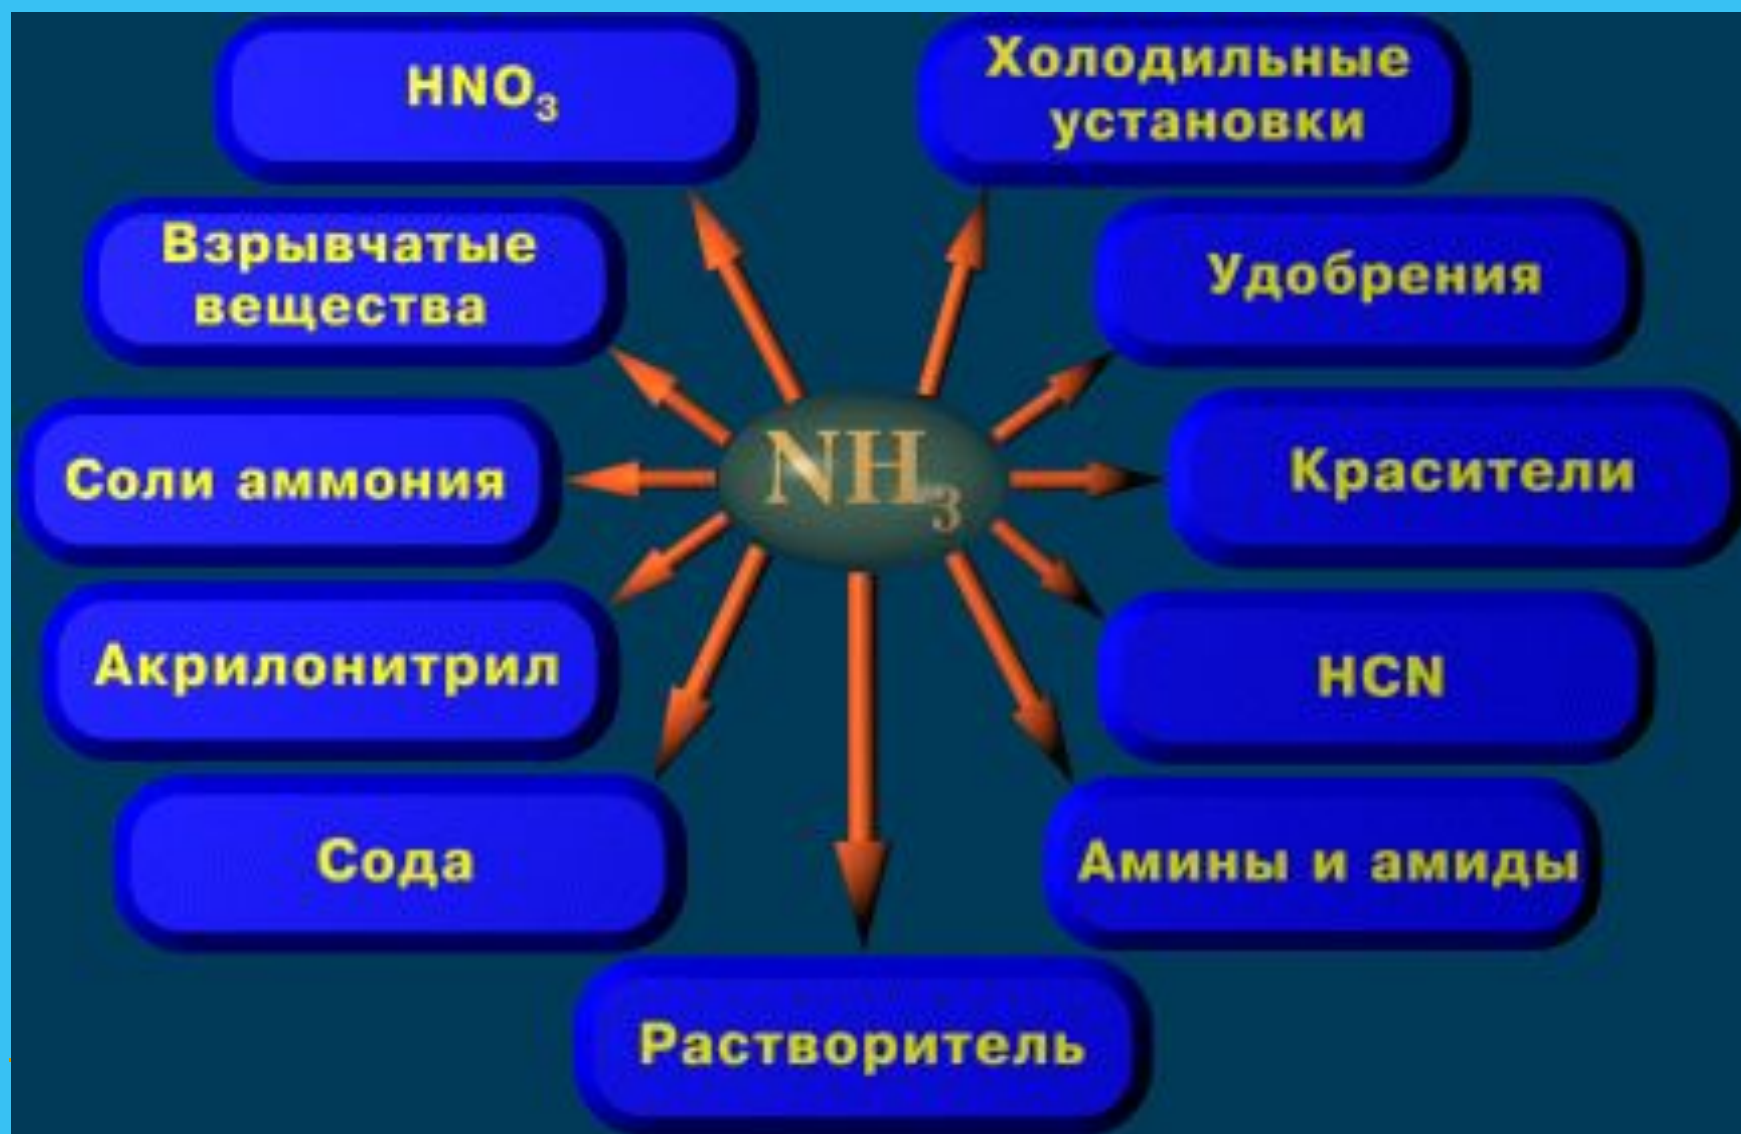 HNO₃
Холодильные
установки
Взрывчатые
вещества
Удобрения
NH₃
Соли аммония
Красители
Акрилонитрил
HCN
Сода
Амины и амиды
Растворитель